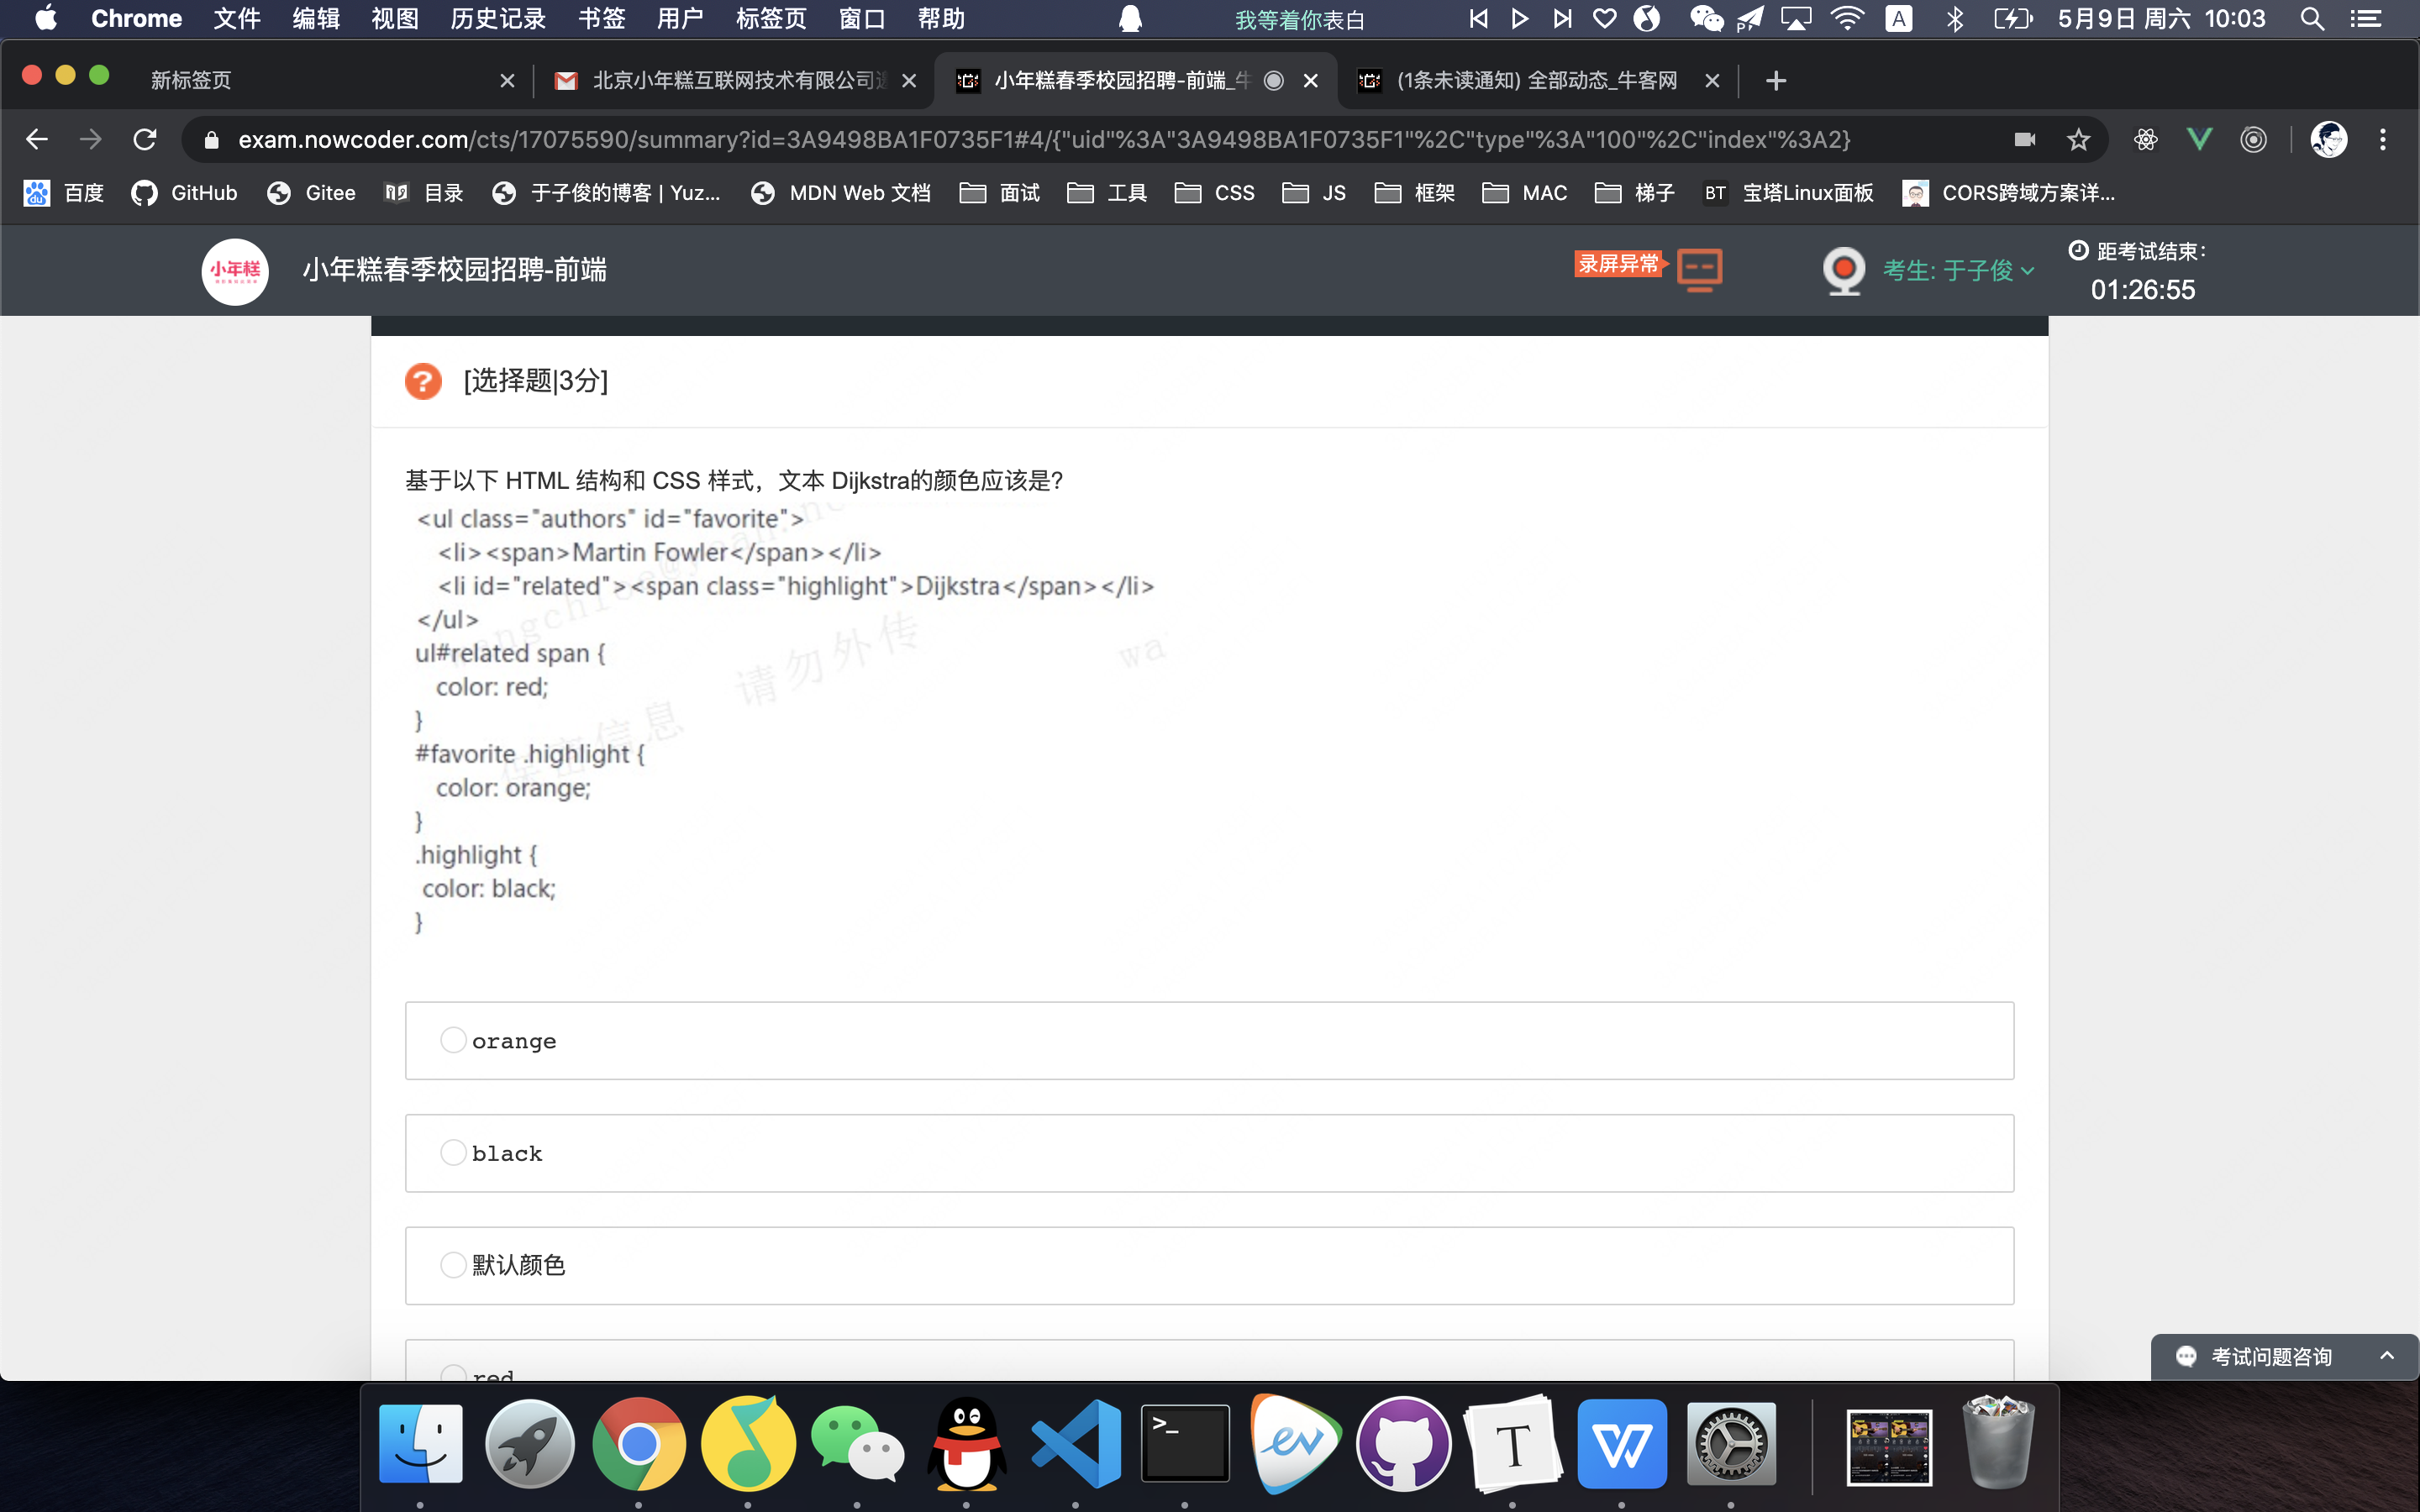 Chrome 文件 编辑 视图 历史记录 书签 用户 标签页 窗口 帮助 我等着你表白 A 5月9日 周六 10:03
新标签页 北京小年糕互联网技术有限公司 小年糕春季校园招聘-前端_牛 (1条未读通知) 全部动态_牛客网
exam.nowcoder.com/cts/17075590/summary?id=3A9498BA1F0735F1#4/{"uid"%3A"3A9498BA1F0735F1"%2C"type"%3A"100"%2C"index"%3A2}
百度 GitHub Gitee 目录 于子俊的博客 | Yuz... MDN Web 文档 面试 工具 CSS JS 框架 MAC 梯子 BT 宝塔Linux面板 CORS跨域方案详...
小年糕 小年糕春季校园招聘-前端 录屏异常 考生: 于子俊 距考试结束:
01:26:55
[选择题|3分]
基于以下 HTML 结构和 CSS 样式，文本 Dijkstra的颜色应该是?
<ul class="authors" id="favorite">
<li><span>Martin Fowler</span></li>
<li id="related"><span class="highlight">Dijkstra</span></li>
</ul>
ul#related span {
color: red;
}
#favorite .highlight {
color: orange;
}
.highlight {
color: black;
}
保密信息 请勿外传
wa
orange
black
默认颜色
red
考试问题咨询
>_ ev T W